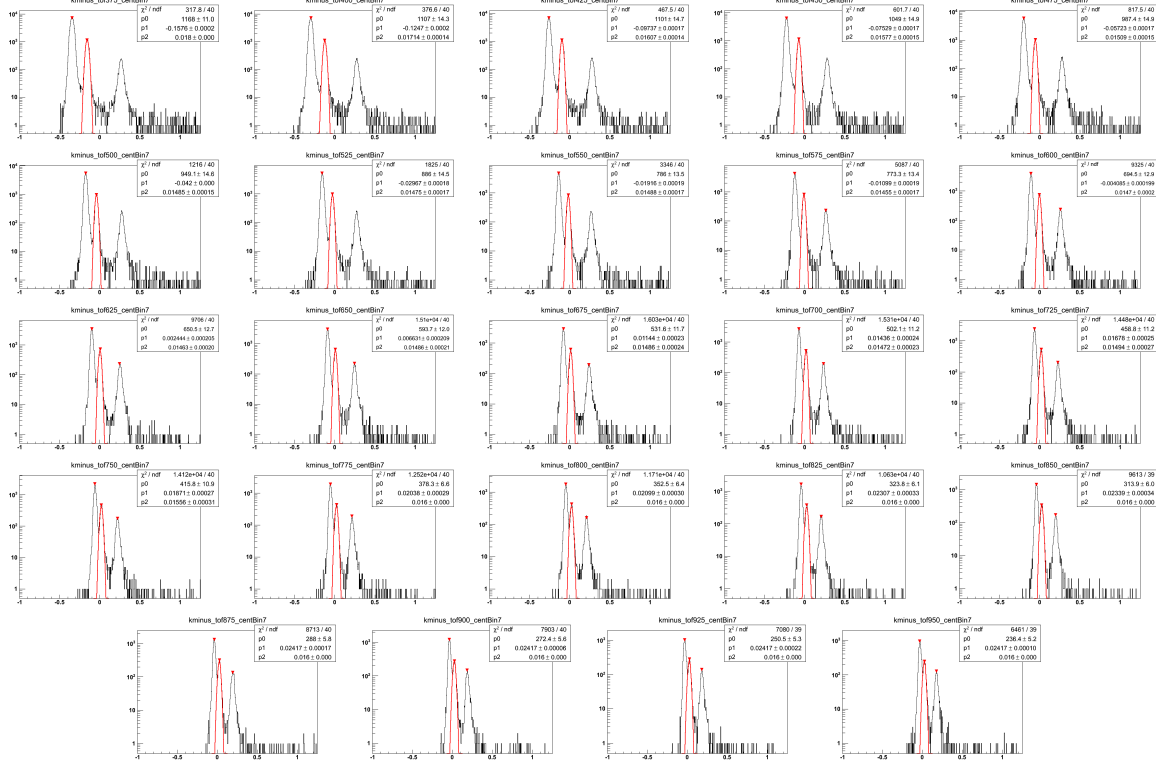 kminus_tof375_centBin7
χ² / ndf 317.8 / 40
p0 1168 ± 11.0
p1 -0.1576 ± 0.0002
p2 0.018 ± 0.000
kminus_tof400_centBin7
χ² / ndf 376.6 / 40
p0 1107 ± 14.3
p1 -0.1247 ± 0.0002
p2 0.01714 ± 0.00014
kminus_tof425_centBin7
χ² / ndf 467.5 / 40
p0 1101 ± 14.7
p1 -0.09737 ± 0.00017
p2 0.01607 ± 0.00014
kminus_tof450_centBin7
χ² / ndf 601.7 / 40
p0 1049 ± 14.9
p1 -0.07529 ± 0.00017
p2 0.01577 ± 0.00015
kminus_tof475_centBin7
χ² / ndf 817.5 / 40
p0 987.4 ± 14.9
p1 -0.05723 ± 0.00017
p2 0.01509 ± 0.00015
kminus_tof500_centBin7
χ² / ndf 1216 / 40
p0 949.1 ± 14.6
p1 -0.042 ± 0.000
p2 0.01485 ± 0.00015
kminus_tof525_centBin7
χ² / ndf 1825 / 40
p0 886 ± 14.5
p1 -0.02967 ± 0.00018
p2 0.01475 ± 0.00017
kminus_tof550_centBin7
χ² / ndf 3346 / 40
p0 786 ± 13.5
p1 -0.01916 ± 0.00019
p2 0.01488 ± 0.00017
kminus_tof575_centBin7
χ² / ndf 5087 / 40
p0 773.3 ± 13.4
p1 -0.01099 ± 0.00019
p2 0.01455 ± 0.00017
kminus_tof600_centBin7
χ² / ndf 9325 / 40
p0 694.5 ± 12.9
p1 -0.004085 ± 0.000199
p2 0.0147 ± 0.0002
kminus_tof625_centBin7
χ² / ndf 9706 / 40
p0 650.5 ± 12.7
p1 0.002444 ± 0.000205
p2 0.01463 ± 0.00020
kminus_tof650_centBin7
χ² / ndf 1.51e+04 / 40
p0 593.7 ± 12.0
p1 0.006631 ± 0.000209
p2 0.01486 ± 0.00021
kminus_tof675_centBin7
χ² / ndf 1.603e+04 / 40
p0 531.6 ± 11.7
p1 0.01144 ± 0.00023
p2 0.01486 ± 0.00024
kminus_tof700_centBin7
χ² / ndf 1.531e+04 / 40
p0 502.1 ± 11.2
p1 0.01436 ± 0.00024
p2 0.01472 ± 0.00023
kminus_tof725_centBin7
χ² / ndf 1.448e+04 / 40
p0 458.8 ± 11.2
p1 0.01678 ± 0.00025
p2 0.01494 ± 0.00027
kminus_tof750_centBin7
χ² / ndf 1.412e+04 / 40
p0 415.8 ± 10.9
p1 0.01871 ± 0.00027
p2 0.01556 ± 0.00031
kminus_tof775_centBin7
χ² / ndf 1.252e+04 / 40
p0 378.3 ± 6.6
p1 0.02038 ± 0.00029
p2 0.016 ± 0.000
kminus_tof800_centBin7
χ² / ndf 1.171e+04 / 40
p0 352.5 ± 6.4
p1 0.02099 ± 0.00030
p2 0.016 ± 0.000
kminus_tof825_centBin7
χ² / ndf 1.063e+04 / 40
p0 323.8 ± 6.1
p1 0.02307 ± 0.00033
p2 0.016 ± 0.000
kminus_tof850_centBin7
χ² / ndf 9613 / 40
p0 313.9 ± 6.0
p1 0.02339 ± 0.00034
p2 0.016 ± 0.000
kminus_tof875_centBin7
χ² / ndf 8713 / 40
p0 288 ± 5.8
p1 0.02417 ± 0.00017
p2 0.016 ± 0.000
kminus_tof900_centBin7
χ² / ndf 7903 / 40
p0 272.4 ± 5.6
p1 0.02417 ± 0.00006
p2 0.016 ± 0.000
kminus_tof925_centBin7
χ² / ndf 7080 / 39
p0 250.5 ± 5.3
p1 0.02417 ± 0.00022
p2 0.016 ± 0.000
kminus_tof950_centBin7
χ² / ndf 6461 / 39
p0 236.4 ± 5.2
p1 0.02417 ± 0.00010
p2 0.016 ± 0.000